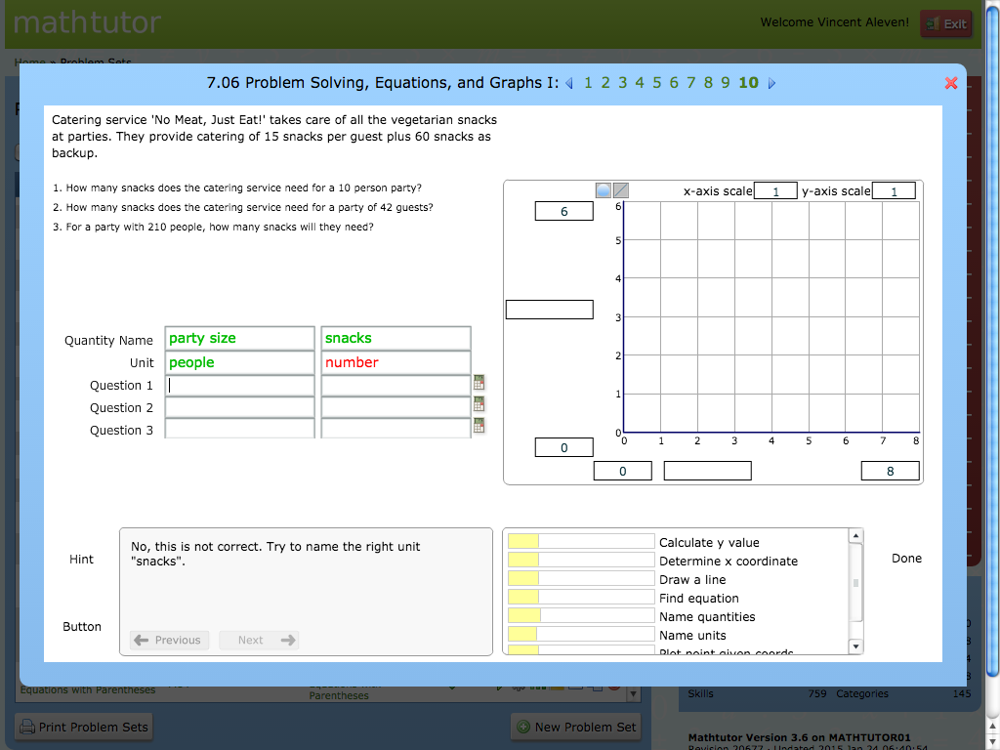 mathtutor
Welcome Vincent Aleven!
Exit
Home » Problem Sets
7.06 Problem Solving, Equations, and Graphs I: 1 2 3 4 5 6 7 8 9 10
Catering service 'No Meat, Just Eat!' takes care of all the vegetarian snacks
at parties. They provide catering of 15 snacks per guest plus 60 snacks as
backup.
1. How many snacks does the catering service need for a 10 person party?
2. How many snacks does the catering service need for a party of 42 guests?
3. For a party with 210 people, how many snacks will they need?
x-axis scale 1 y-axis scale 1
6
6
5
4
3
2
1
0
0
0 1 2 3 4 5 6 7 8
0 8
Quantity Name party size snacks
Unit people number
Question 1
Question 2
Question 3
Hint
Button
No, this is not correct. Try to name the right unit
"snacks".
Previous Next
Calculate y value
Determine x coordinate
Draw a line
Find equation
Name quantities
Name units
Plot point given coords
Done
Equations with Parentheses
Parentheses
Skills 759 Categories 145
Print Problem Sets
New Problem Set
Mathtutor Version 3.6 on MATHTUTOR01
Revision 20677 - Updated 2015 Jan 24 06:40:54